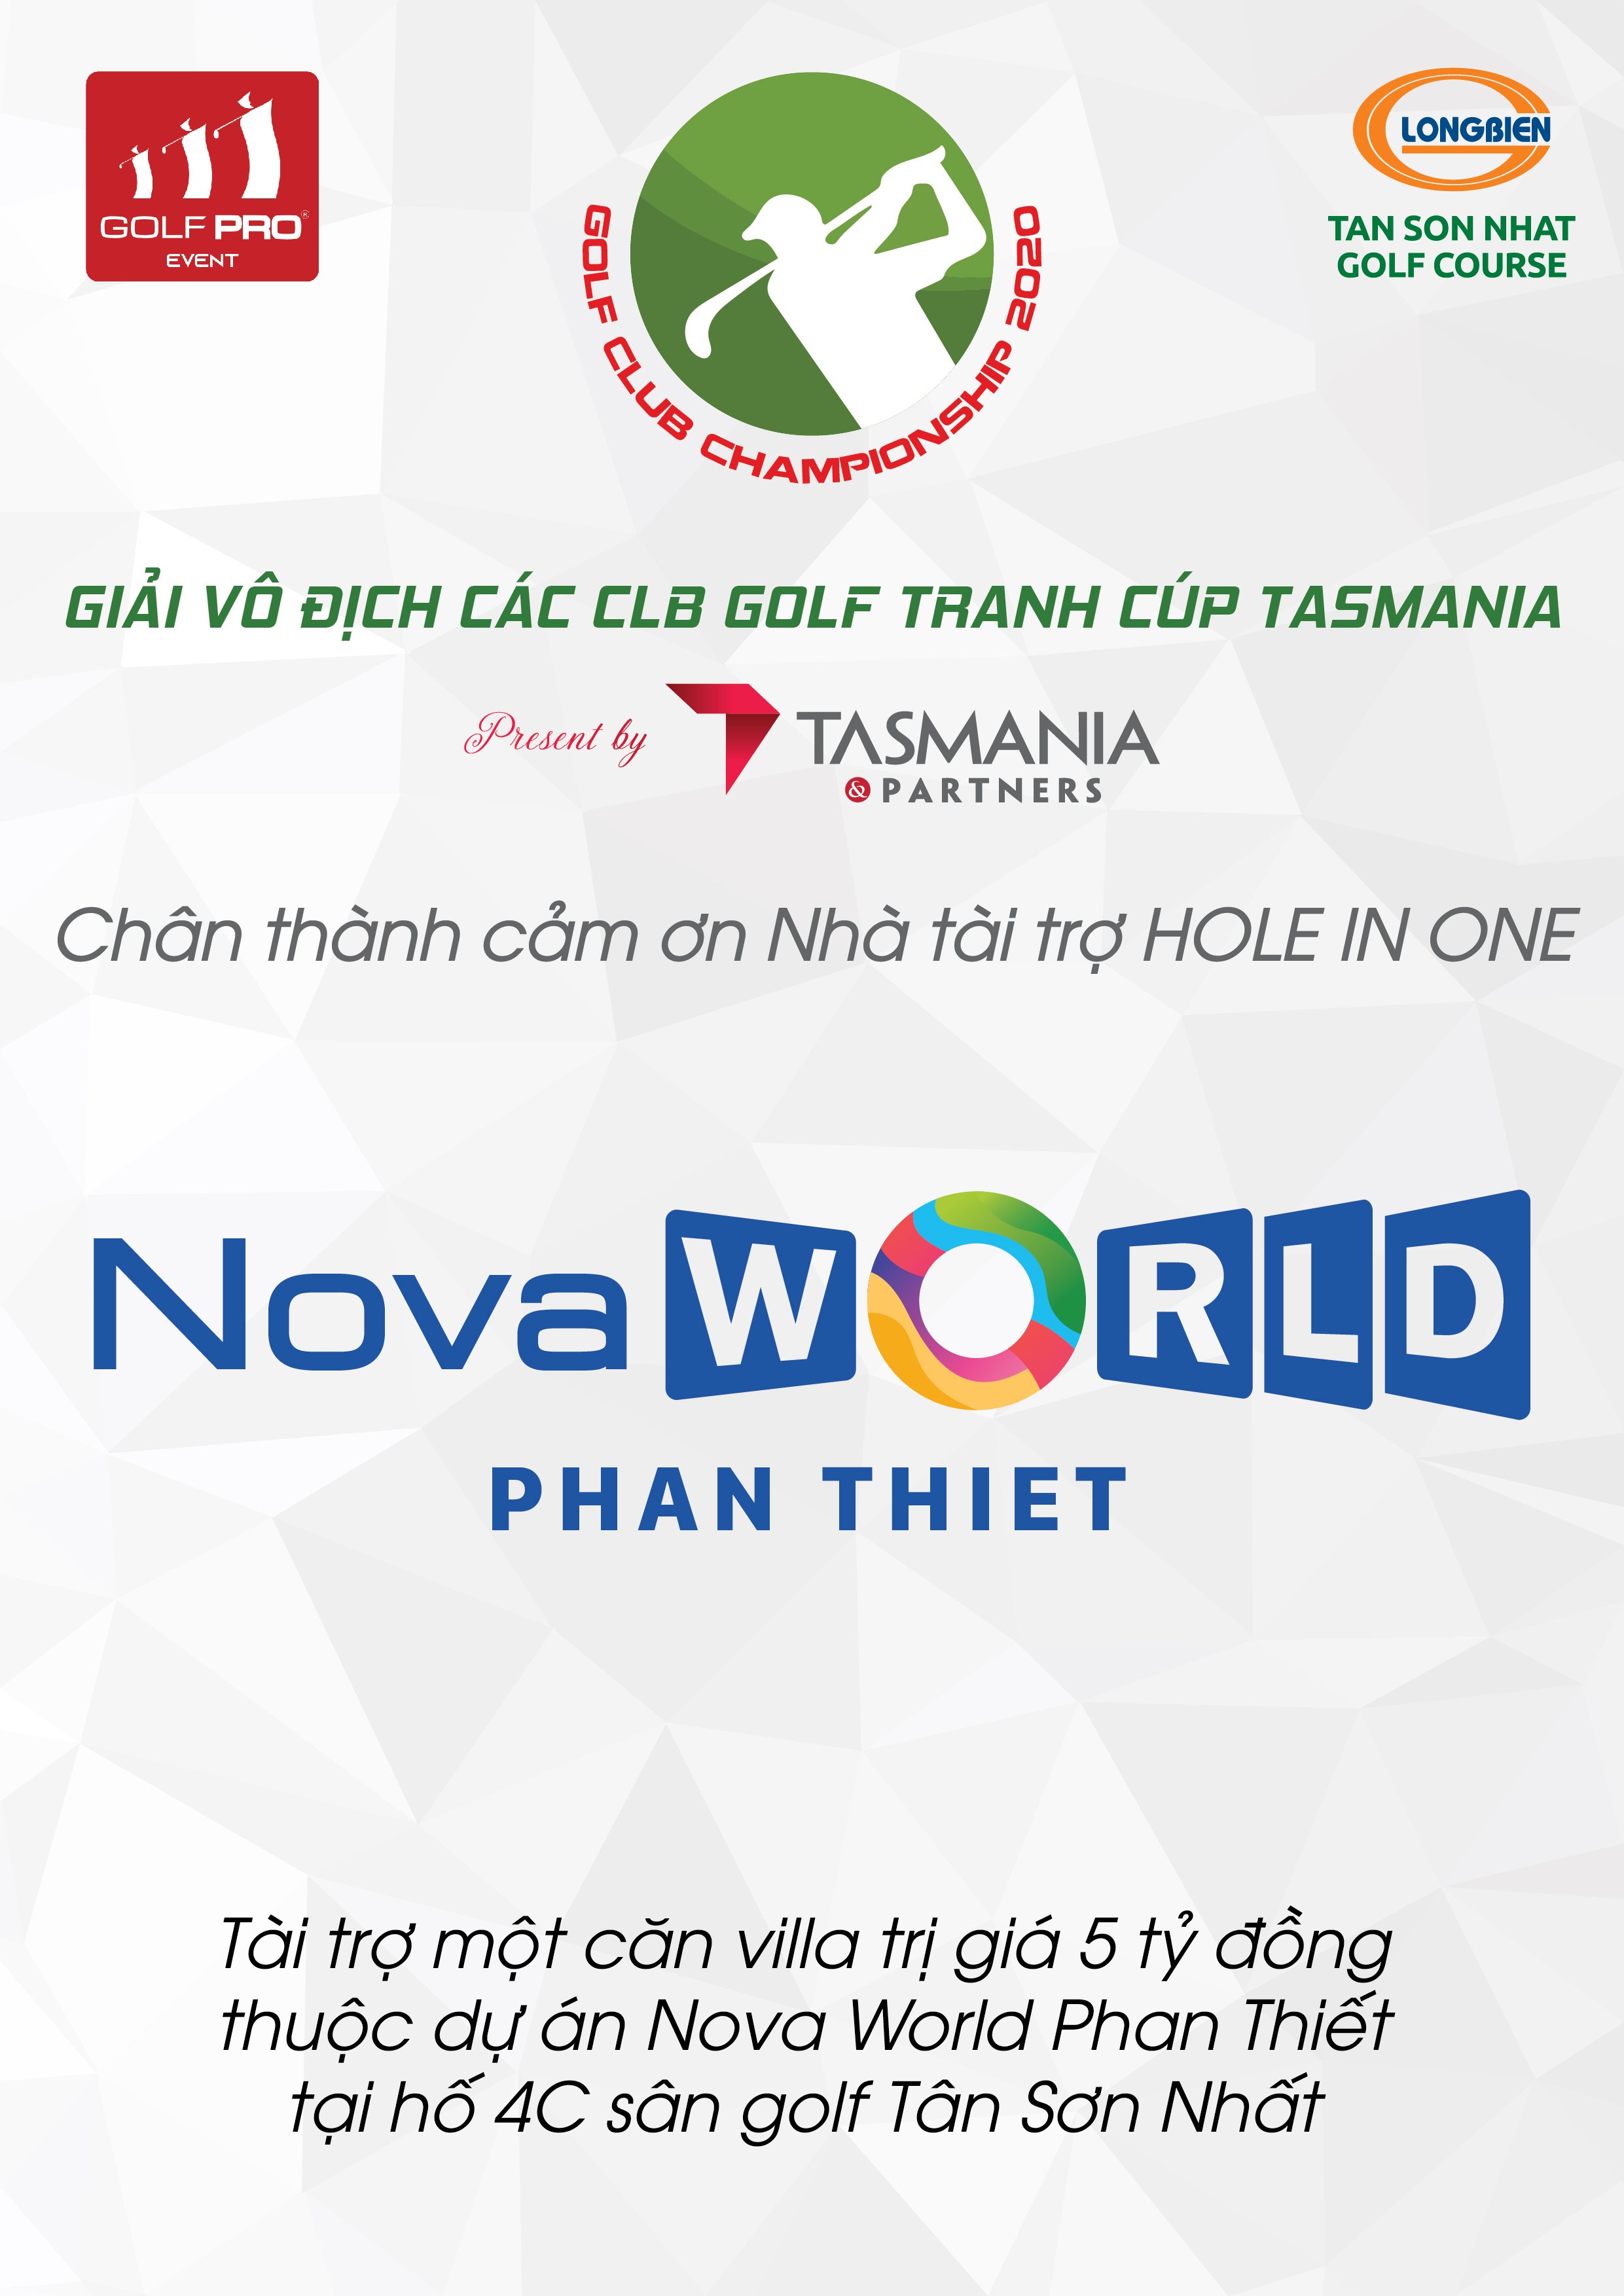 GOLF PRO®
EVENT
GOLF CLUB CHAMPIONSHIP 2020
LONGBIEN
TAN SON NHAT
GOLF COURSE
GIẢI VÔ ĐỊCH CÁC CLB GOLF TRANH CÚP TASMANIA
Present by
TASMANIA
& PARTNERS
Chân thành cảm ơn Nhà tài trợ HOLE IN ONE
Nova WORLD
PHAN THIET
Tài trợ một căn villa trị giá 5 tỷ đồng
thuộc dự án Nova World Phan Thiết
tại hố 4C sân golf Tân Sơn Nhất